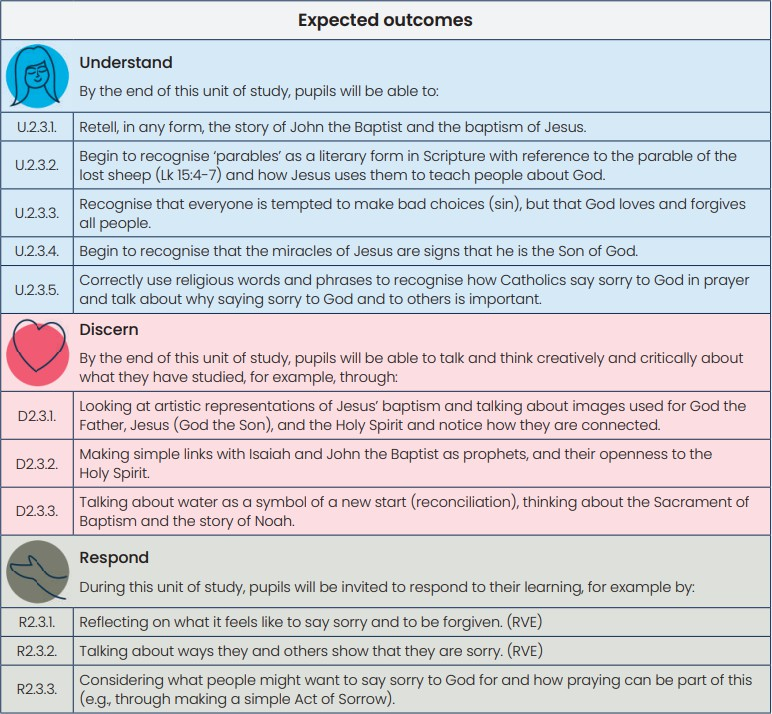 Expected outcomes
Understand
By the end of this unit of study, pupils will be able to:
U.2.3.1.
Retell, in any form, the story of John the Baptist and the baptism of Jesus.
U.2.3.2.
Begin to recognise ‘parables’ as a literary form in Scripture with reference to the parable of the
lost sheep (Lk 15:4-7) and how Jesus uses them to teach people about God.
U.2.3.3.
Recognise that everyone is tempted to make bad choices (sin), but that God loves and forgives
all people.
U.2.3.4.
Begin to recognise that the miracles of Jesus are signs that he is the Son of God.
U.2.3.5.
Correctly use religious words and phrases to recognise how Catholics say sorry to God in prayer
and talk about why saying sorry to God and to others is important.
Discern
By the end of this unit of study, pupils will be able to talk and think creatively and critically about
what they have studied, for example, through:
D2.3.1.
Looking at artistic representations of Jesus’ baptism and talking about images used for God the
Father, Jesus (God the Son), and the Holy Spirit and notice how they are connected.
D2.3.2.
Making simple links with Isaiah and John the Baptist as prophets, and their openness to the
Holy Spirit.
D2.3.3.
Talking about water as a symbol of a new start (reconciliation), thinking about the Sacrament of
Baptism and the story of Noah.
Respond
During this unit of study, pupils will be invited to respond to their learning, for example by:
R2.3.1.
Reflecting on what it feels like to say sorry and to be forgiven. (RVE)
R2.3.2.
Talking about ways they and others show that they are sorry. (RVE)
R2.3.3.
Considering what people might want to say sorry to God for and how praying can be part of this
(e.g., through making a simple Act of Sorrow).